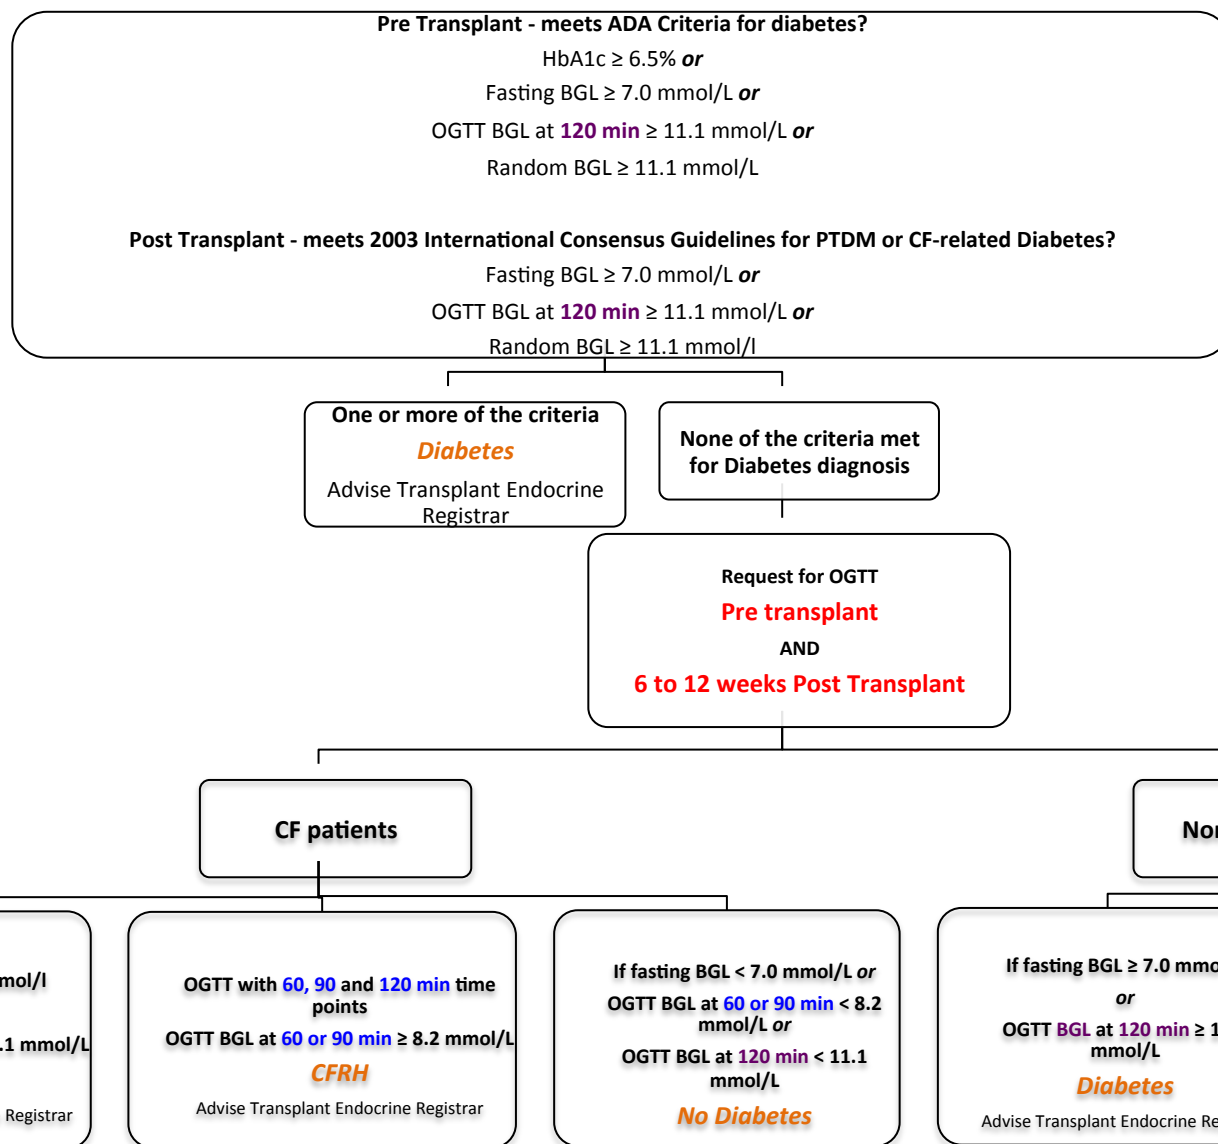 Pre Transplant - meets ADA Criteria for diabetes?
HbA1c ≥ 6.5% or
Fasting BGL ≥ 7.0 mmol/L or
OGTT BGL at 120 min ≥ 11.1 mmol/L or
Random BGL ≥ 11.1 mmol/L
Post Transplant - meets 2003 International Consensus Guidelines for PTDM or CF-related Diabetes?
Fasting BGL ≥ 7.0 mmol/L or
OGTT BGL at 120 min ≥ 11.1 mmol/L or
Random BGL ≥ 11.1 mmol/l
One or more of the criteria
Diabetes
Advise Transplant Endocrine
Registrar
None of the criteria met
for Diabetes diagnosis
Request for OGTT
Pre transplant
AND
6 to 12 weeks Post Transplant
CF patients
.1 mmol/L
Registrar
OGTT with 60, 90 and 120 min time
points
OGTT BGL at 60 or 90 min ≥ 8.2 mmol/L
CFRH
Advise Transplant Endocrine Registrar
If fasting BGL < 7.0 mmol/L or
OGTT BGL at 60 or 90 min < 8.2
mmol/L or
OGTT BGL at 120 min < 11.1
mmol/L
No Diabetes
If fasting BGL ≥ 7.0
or
OGTT BGL at 120 min ≥
mmol/L
Diabetes
Advise Transplant Endocrine